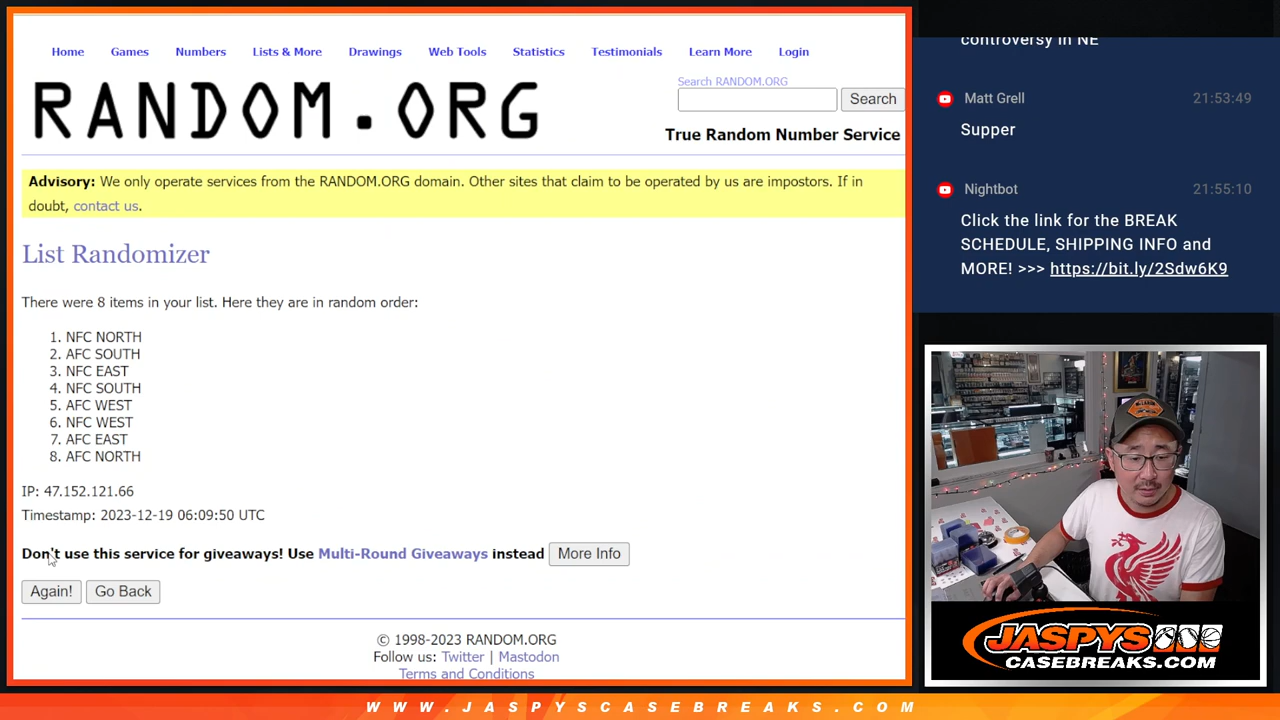 Home Games Numbers Lists & More Drawings Web Tools Statistics Testimonials Learn More Login
RANDOM.ORG
Search RANDOM.ORG
Search
True Random Number Service
Advisory: We only operate services from the RANDOM.ORG domain. Other sites that claim to be operated by us are impostors. If in
doubt, contact us.
List Randomizer
There were 8 items in your list. Here they are in random order:
1. NFC NORTH
2. AFC SOUTH
3. NFC EAST
4. NFC SOUTH
5. AFC WEST
6. NFC WEST
7. AFC EAST
8. AFC NORTH
IP: 47.152.121.66
Timestamp: 2023-12-19 06:09:50 UTC
Don't use this service for giveaways! Use Multi-Round Giveaways instead More Info
Again! Go Back
© 1998-2023 RANDOM.ORG
Follow us: Twitter | Mastodon
Terms and Conditions
controversy in NE
Matt Grell 21:53:49
Supper
Nightbot 21:55:10
Click the link for the BREAK
SCHEDULE, SHIPPING INFO and
MORE! >>> https://bit.ly/2Sdw6K9
JASPYS
CASEBREAKS.COM
WWW.JASPYSCASEBREAKS.COM